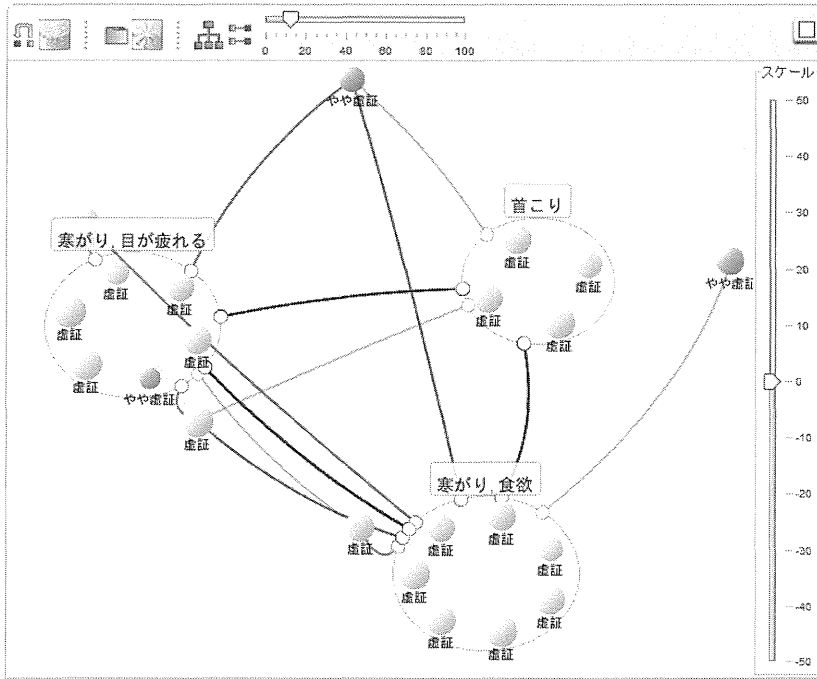 0 20 40 60 80 100
スケール
50
40
30
20
10
0
-10
-20
-30
-40
-50
やや虚証
首こり
寒がり, 目が疲れる
虚証
虚証
やや虚証
虚証
虚証
虚証
虚証
虚証
虚証
虚証
やや虚証
虚証
寒がり, 食欲
虚証
虚証
虚証
虚証
虚証
虚証
虚証
虚証